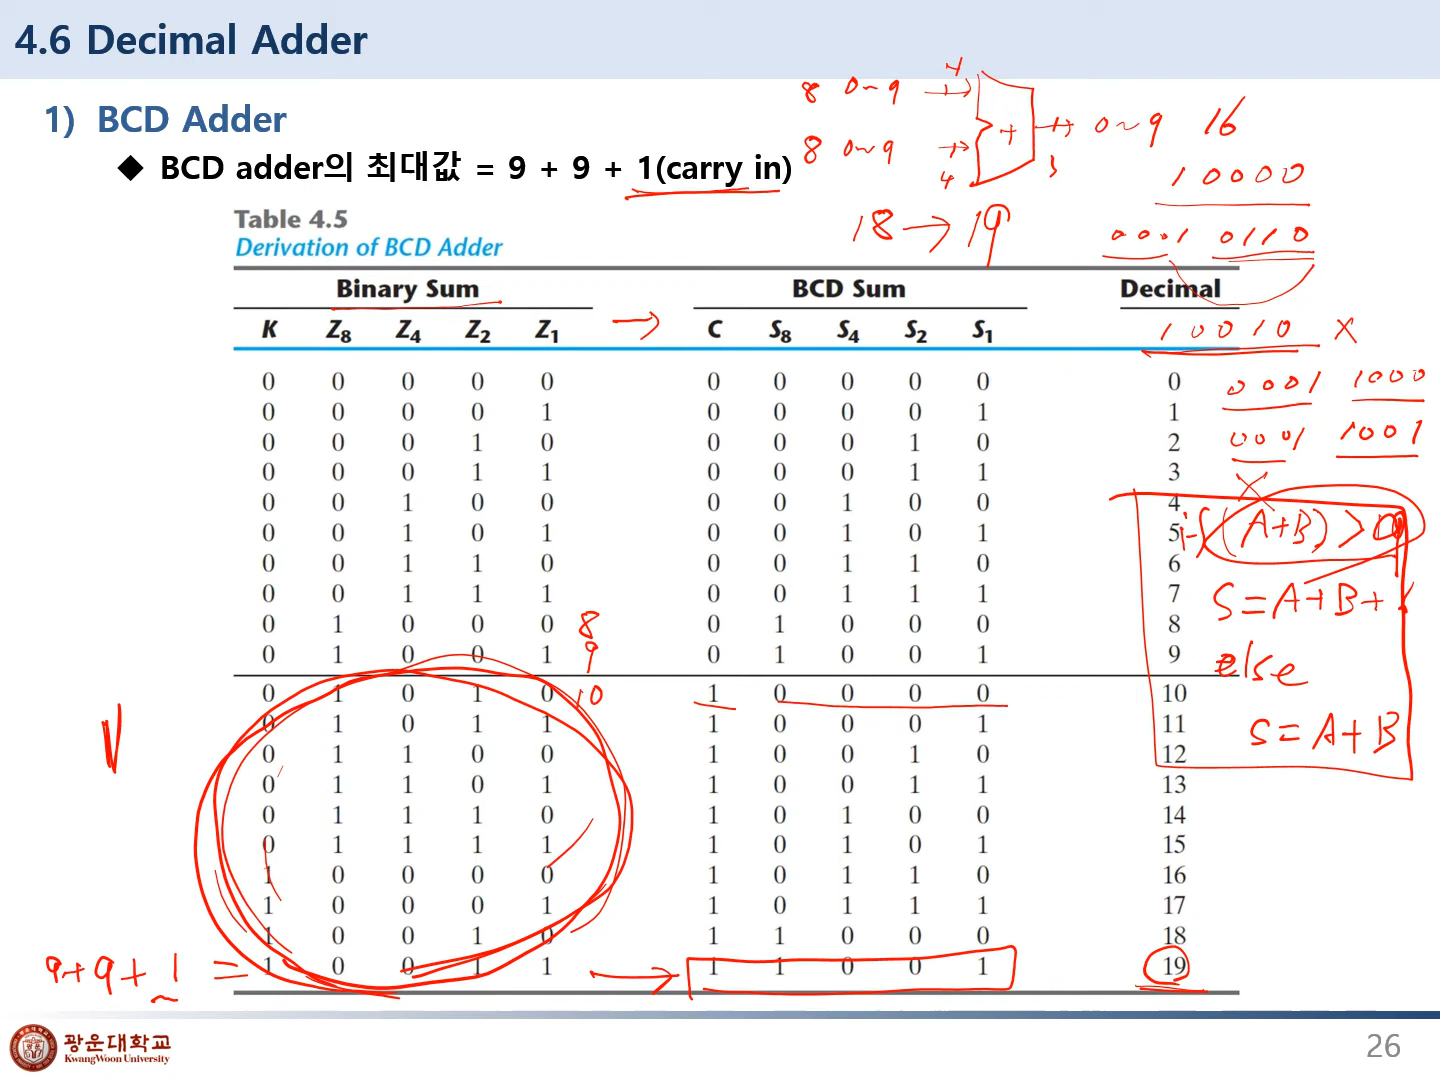 4.6 Decimal Adder
1) BCD Adder
◆ BCD adder의 최대값 = 9 + 9 + 1(carry in)
8 0~9 4
+ 0~9 16
8 0~9 4
10000
18 → 19
0001 0110
Table 4.5
Derivation of BCD Adder
Binary Sum → BCD Sum Decimal
K Z8 Z4 Z2 Z1 C S8 S4 S2 S1
10010 X
0 0 0 0 0 0 0 0 0 0 0
0001 1000
0 0 0 0 1 0 0 0 0 1 1
0 0 0 1 0 0 0 0 1 0 2
0001 1001
0 0 0 1 1 0 0 0 1 1 3
0 0 1 0 0 0 0 1 0 0 4
0 0 1 0 1 0 0 1 0 1 5
if (A+B) > 9
0 0 1 1 0 0 0 1 1 0 6
0 0 1 1 1 0 0 1 1 1 7
S = A+B+
0 1 0 0 0 8 0 1 0 0 0 8
0 1 0 0 1 9 0 1 0 0 1 9
else
0 1 0 1 0 10 1 0 0 0 0 10
0 1 0 1 1 1 0 0 0 1 11
S = A+B
0 1 1 0 0 1 0 0 1 0 12
0 1 1 0 1 1 0 0 1 1 13
0 1 1 1 0 1 0 1 0 0 14
0 1 1 1 1 1 0 1 0 1 15
1 0 0 0 0 1 0 1 1 0 16
1 0 0 0 1 1 0 1 1 1 17
1 0 0 1 0 1 1 0 0 0 18
9+9+1 = 1 0 0 1 1 → 1 1 0 0 1 19
광운대학교
KwangWoon University
26